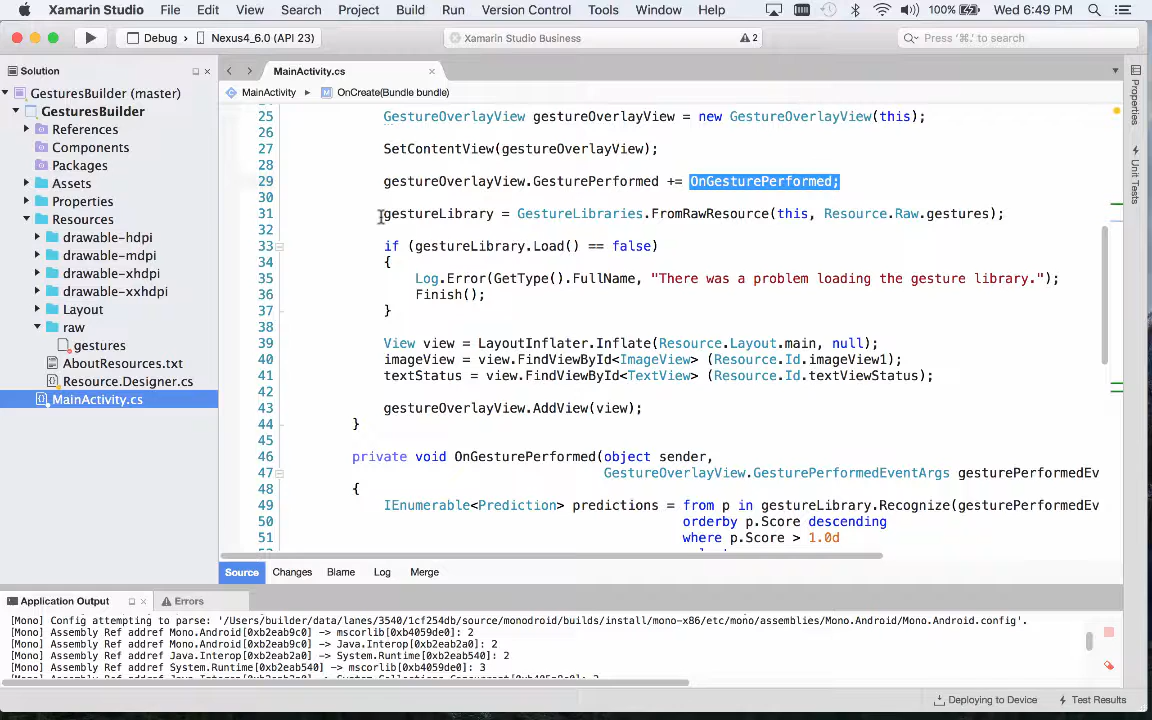 Xamarin Studio File Edit View Search Project Build Run Version Control Tools Window Help 100% Wed 6:49 PM
Debug > Nexus4_6.0 (API 23) Xamarin Studio Business 2 Press '⌘.' to search
Solution
MainActivity.cs
GesturesBuilder (master)
MainActivity OnCreate(Bundle bundle)
GesturesBuilder
References
Components
Packages
Assets
Properties
Resources
drawable-hdpi
drawable-mdpi
drawable-xhdpi
drawable-xxhdpi
Layout
raw
gestures
AboutResources.txt
Resource.Designer.cs
MainActivity.cs
25 GestureOverlayView gestureOverlayView = new GestureOverlayView(this);
26
27 SetContentView(gestureOverlayView);
28
29 gestureOverlayView.GesturePerformed += OnGesturePerformed;
30
31 gestureLibrary = GestureLibraries.FromRawResource(this, Resource.Raw.gestures);
32
33 if (gestureLibrary.Load() == false)
34 {
35 Log.Error(GetType().FullName, "There was a problem loading the gesture library.");
36 Finish();
37 }
38
39 View view = LayoutInflater.Inflate(Resource.Layout.main, null);
40 imageView = view.FindViewById<ImageView> (Resource.Id.imageView1);
41 textStatus = view.FindViewById<TextView> (Resource.Id.textViewStatus);
42
43 gestureOverlayView.AddView(view);
44 }
45
46 private void OnGesturePerformed(object sender,
47 GestureOverlayView.GesturePerformedEventArgs gesturePerformedEv
48 {
49 IEnumerable<Prediction> predictions = from p in gestureLibrary.Recognize(gesturePerformedEv
50 orderby p.Score descending
51 where p.Score > 1.0d
Properties
Unit Tests
Source Changes Blame Log Merge
Application Output Errors
[Mono] Config attempting to parse: '/Users/builder/data/lanes/3540/1cf254db/source/monodroid/builds/install/mono-x86/etc/mono/assemblies/Mono.Android/Mono.Android.config'.
[Mono] Assembly Ref addref Mono.Android[0xb2eab9c0] -> mscorlib[0xb4059de0]: 2
[Mono] Assembly Ref addref Mono.Android[0xb2eab9c0] -> Java.Interop[0xb2eab2a0]: 2
[Mono] Assembly Ref addref Java.Interop[0xb2eab2a0] -> System.Runtime[0xb2eab540]: 2
[Mono] Assembly Ref addref System.Runtime[0xb2eab540] -> mscorlib[0xb4059de0]: 3
Deploying to Device Test Results